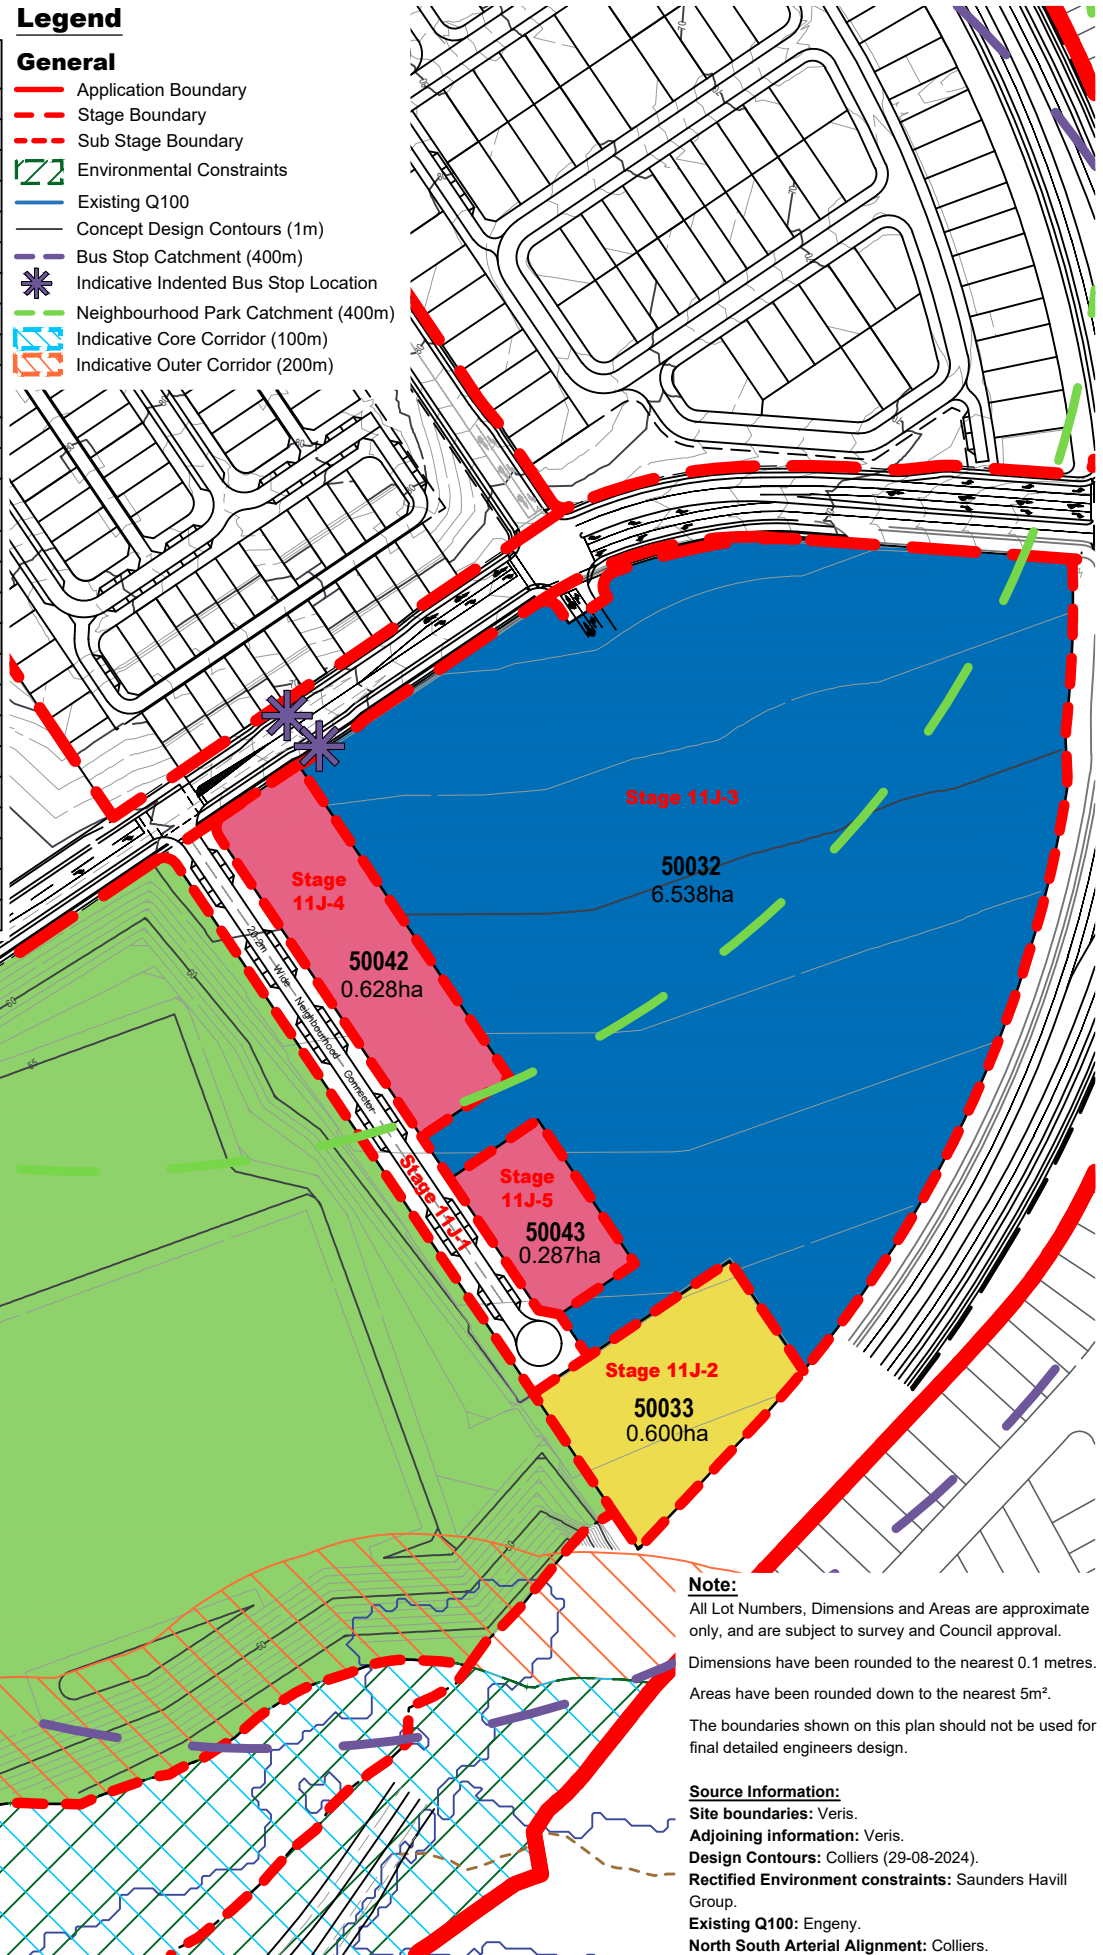 Legend
General
Application Boundary
Stage Boundary
Sub Stage Boundary
Environmental Constraints
Existing Q100
Concept Design Contours (1m)
Bus Stop Catchment (400m)
Indicative Indented Bus Stop Location
Neighbourhood Park Catchment (400m)
Indicative Core Corridor (100m)
Indicative Outer Corridor (200m)
Stage 11J-3
50032
6.538ha
Stage
11J-4
50042
0.628ha
20.2m Wide Neighbourhood Connector
60
60
55
Stage 11J-1
Stage
11J-5
50043
0.287ha
Stage 11J-2
50033
0.600ha
60
Note:
All Lot Numbers, Dimensions and Areas are approximate
only, and are subject to survey and Council approval.
Dimensions have been rounded to the nearest 0.1 metres.
Areas have been rounded down to the nearest 5m².
The boundaries shown on this plan should not be used for
final detailed engineers design.
Source Information:
Site boundaries: Veris.
Adjoining information: Veris.
Design Contours: Colliers (29-08-2024).
Rectified Environment constraints: Saunders Havill
Group.
Existing Q100: Engeny.
North South Arterial Alignment: Colliers.